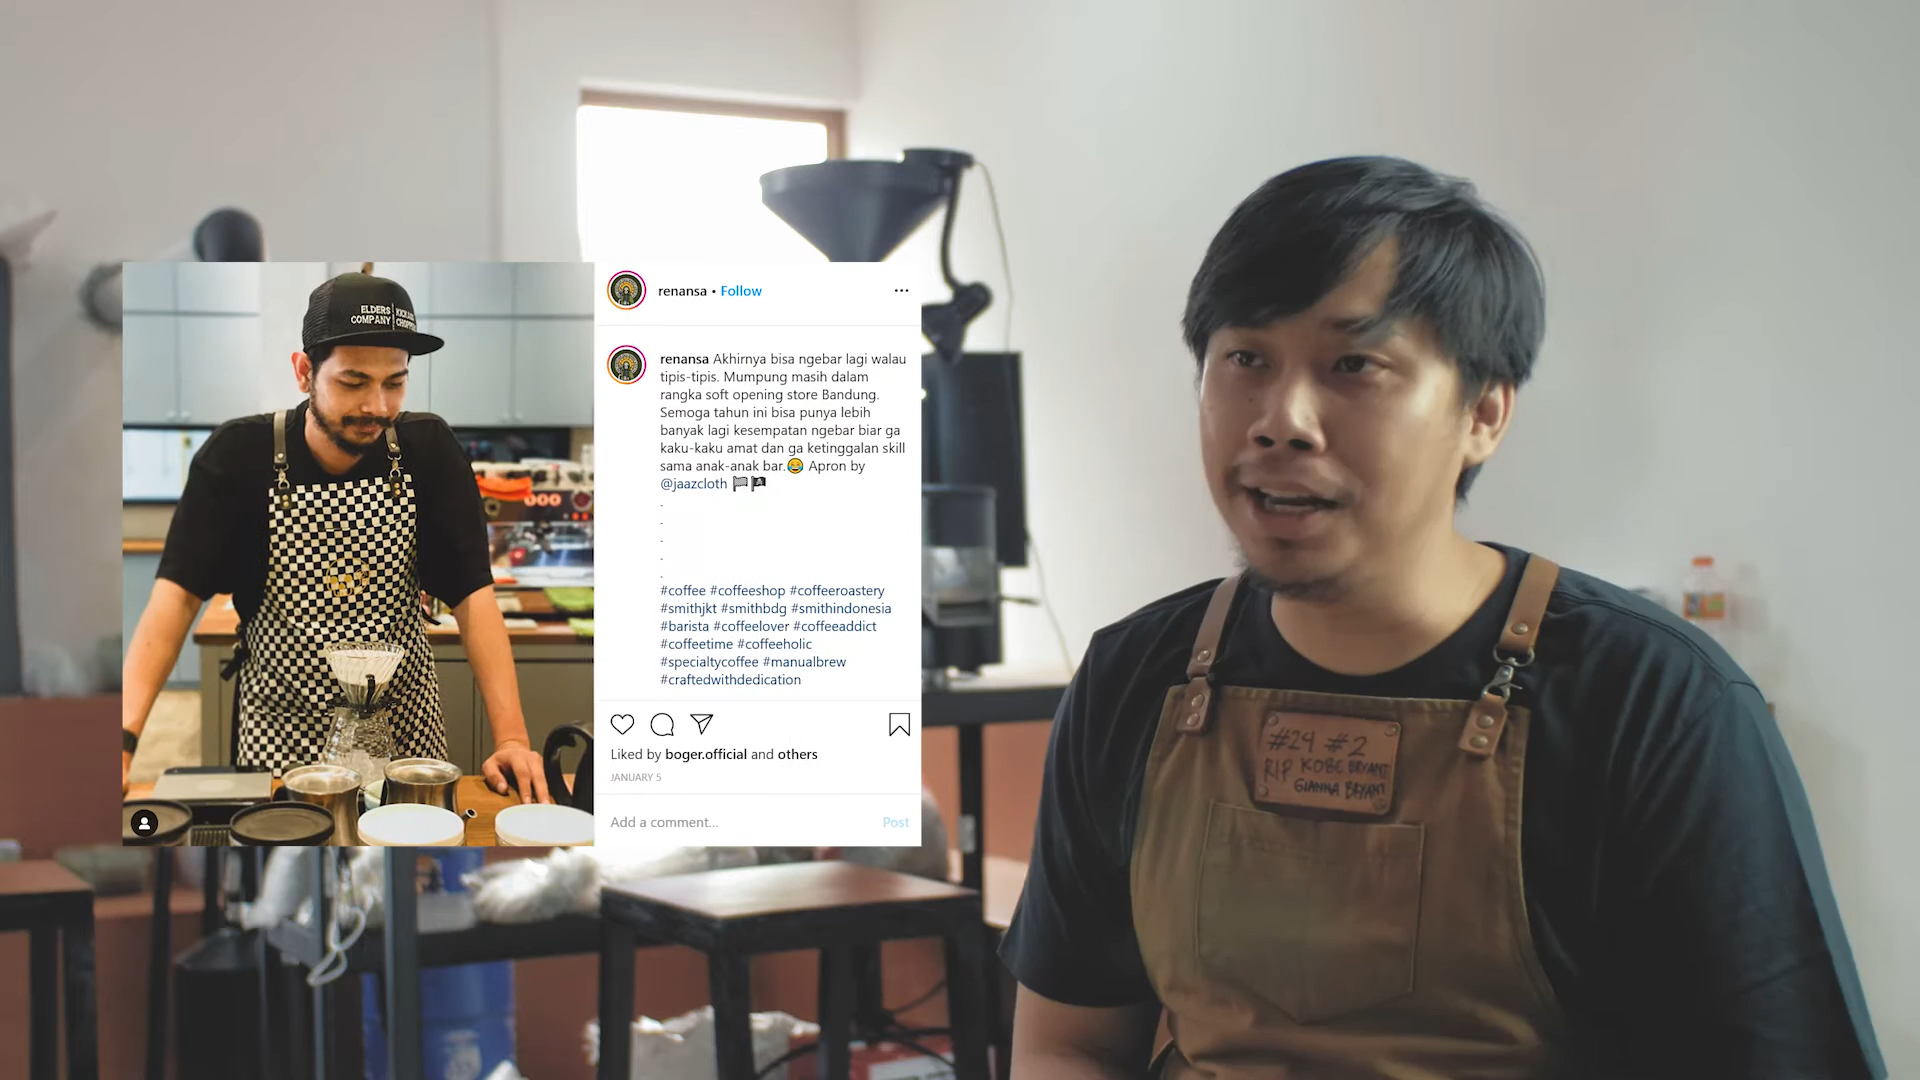 ELDERS
COMPANY
renansa • Follow
renansa Akhirnya bisa ngebar lagi walau
tipis-tipis. Mumpung masih dalam
rangka soft opening store Bandung.
Semoga tahun ini bisa punya lebih
banyak lagi kesempatan ngebar biar ga
kaku-kaku amat dan ga ketinggalan skill
sama anak-anak bar.😂 Apron by
@jaazcloth 🏁🏴
.
.
.
.
.
#coffee #coffeeshop #coffeeroastery
#smithjkt #smithbdg #smithindonesia
#barista #coffeelover #coffeeaddict
#coffeetime #coffeeholic
#specialtycoffee #manualbrew
#craftedwithdedication
Liked by boger.official and others
JANUARY 5
Add a comment...
Post
#24 #2
RIP KOBE BRYANT
GIANNA BRYANT